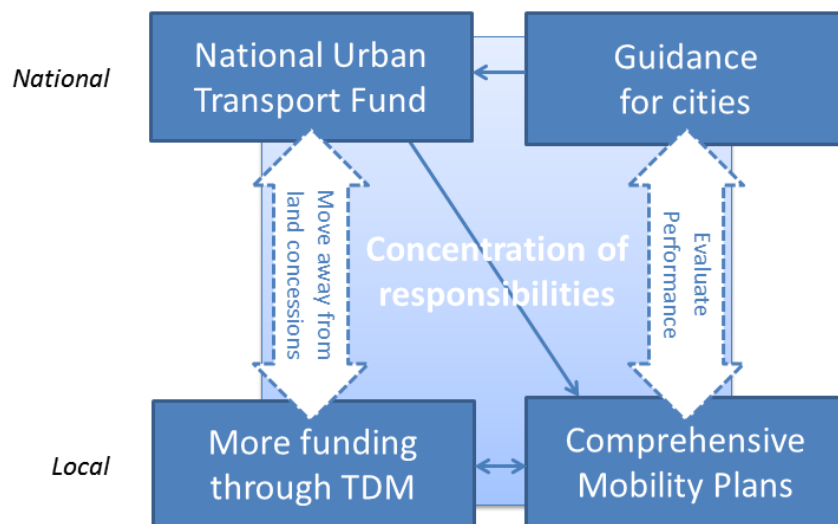 National
National Urban
Transport Fund
Guidance
for cities
Move away from
land concessions
Concentration of
responsibilities
Evaluate
Performance
Local
More funding
through TDM
Comprehensive
Mobility Plans